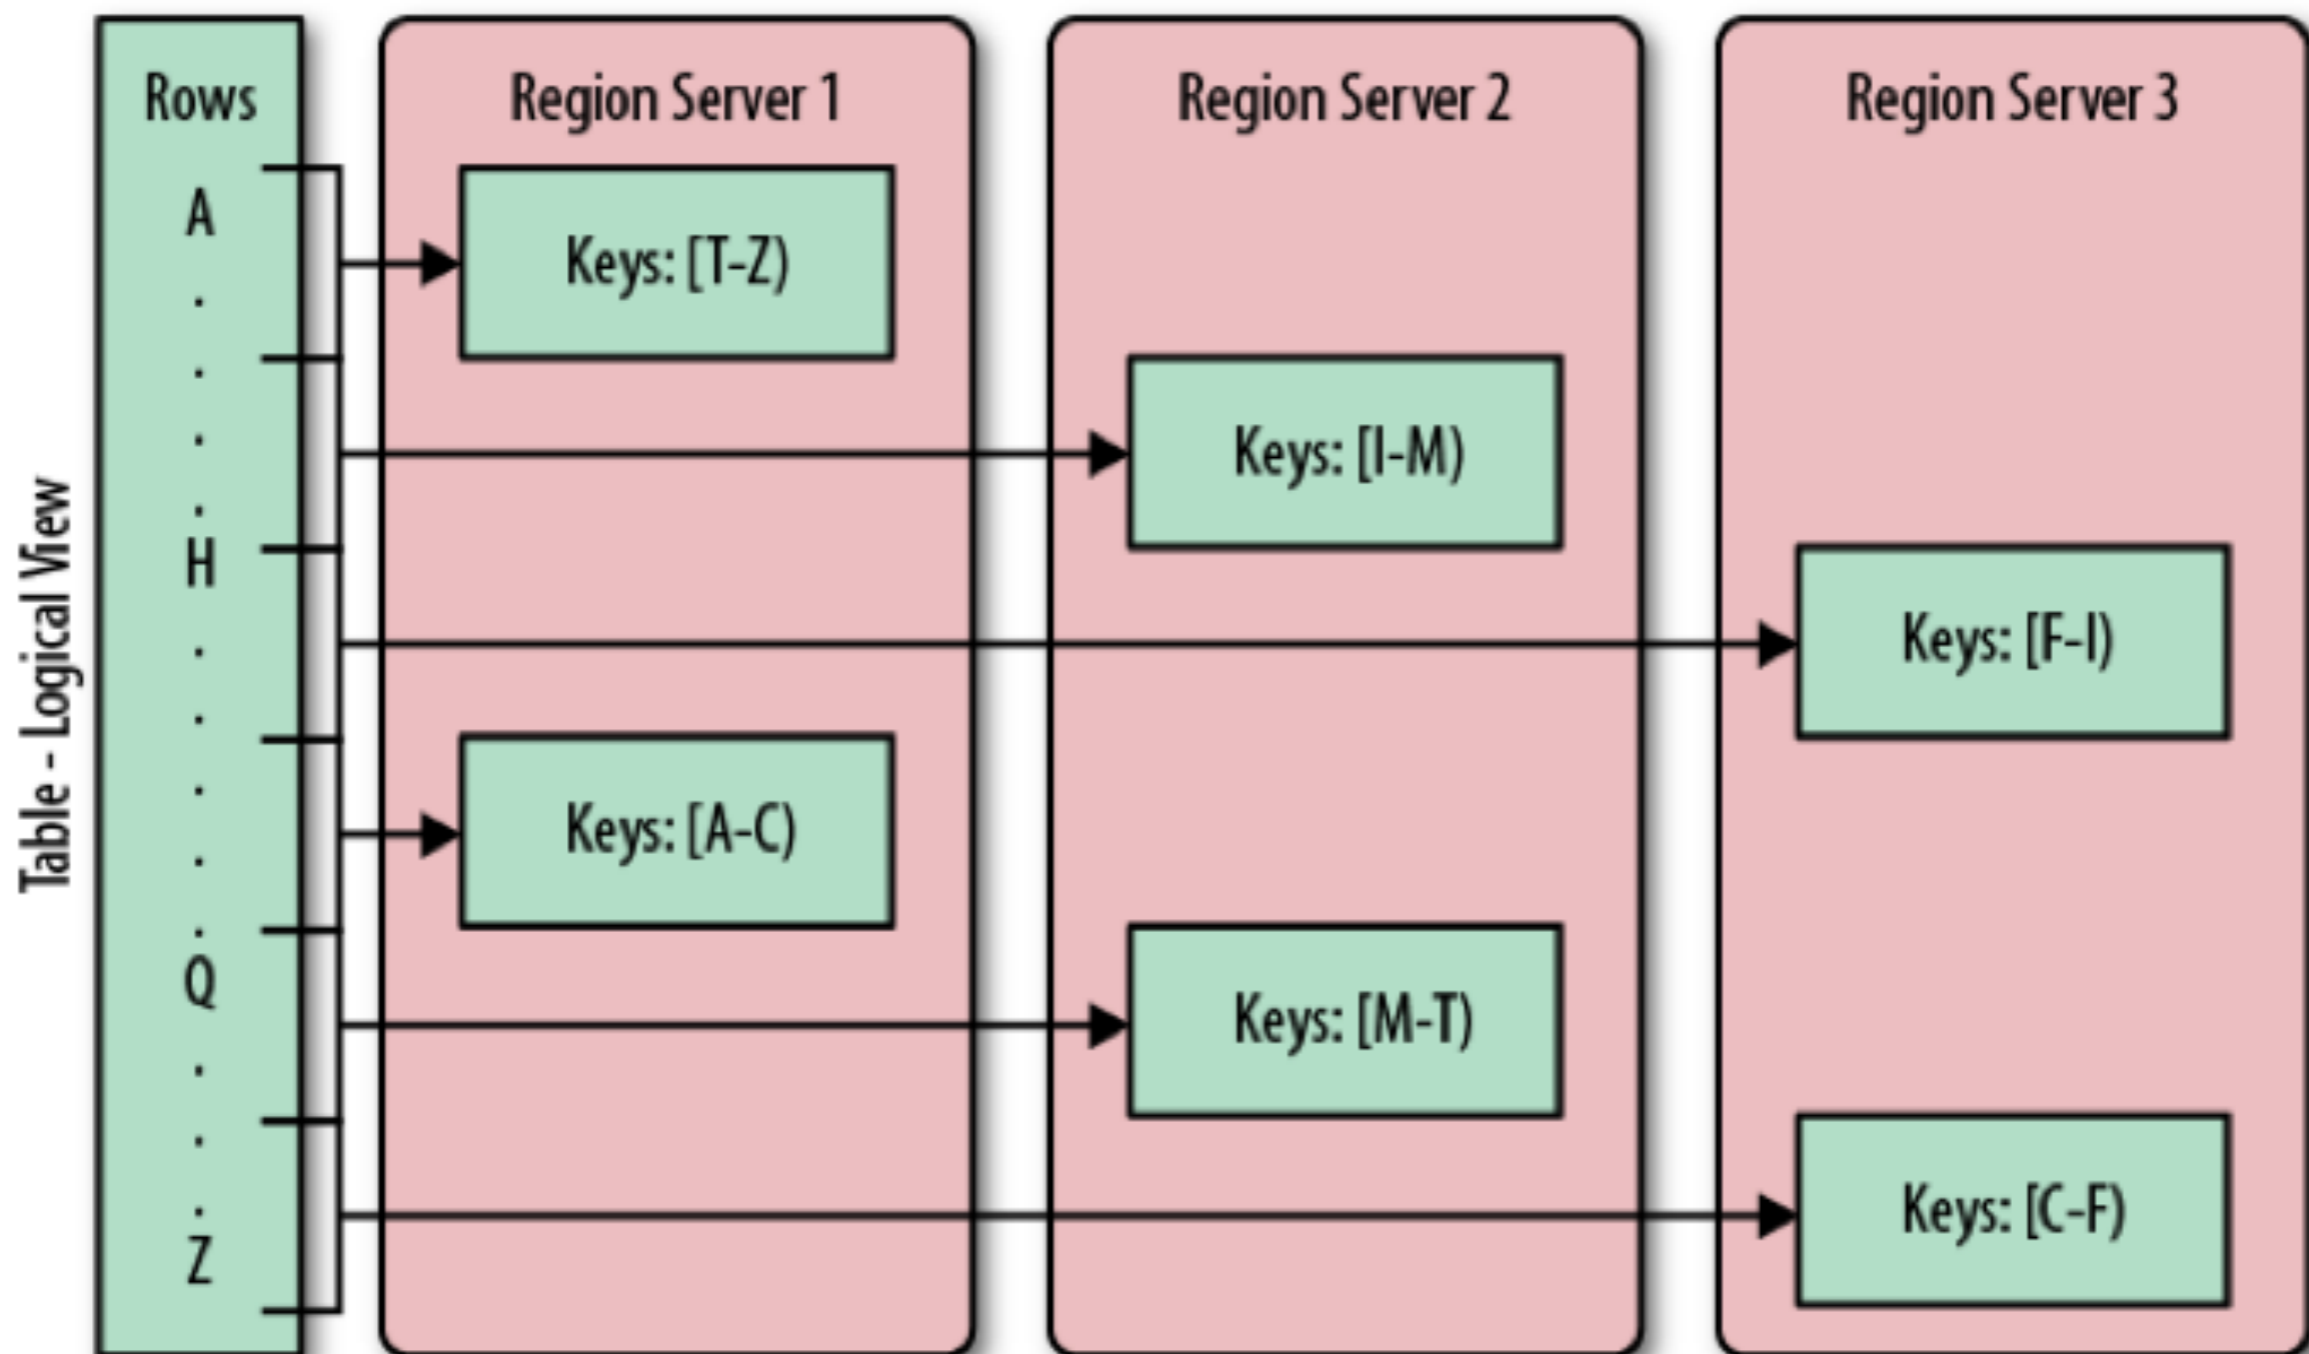 Table - Logical View
Rows
A
.
.
.
.
H
.
.
.
.
.
Q
.
.
.
Z
Region Server 1
Keys: [T-Z)
Keys: [A-C)
Region Server 2
Keys: [I-M)
Keys: [M-T)
Region Server 3
Keys: [F-I)
Keys: [C-F)